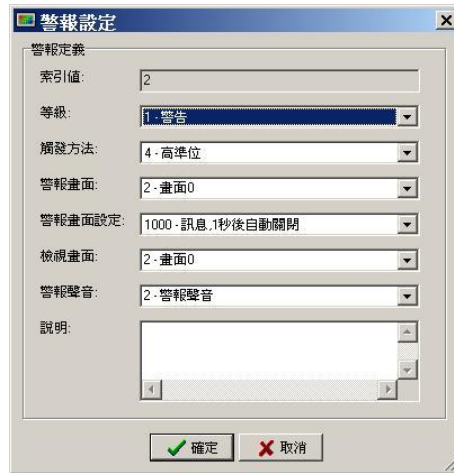 警報設定
警報定義
索引值: 2
等級: 1 - 警告
觸發方法: 4 - 高準位
警報畫面: 2 - 畫面0
警報畫面設定: 1000 - 訊息,1秒後自動關閉
檢視畫面: 2 - 畫面0
警報聲音: 2 - 警報聲音
說明:
確定 取消